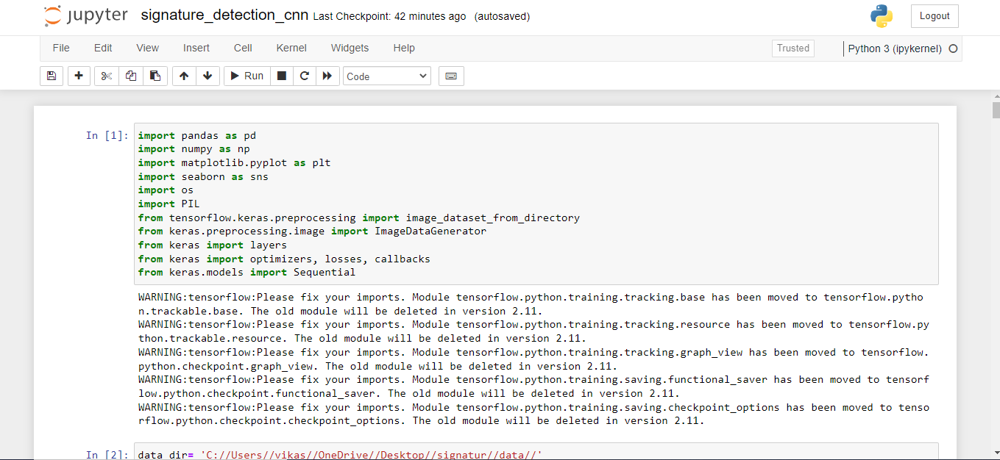 jupyter signature_detection_cnn Last Checkpoint: 42 minutes ago (autosaved) Logout
File Edit View Insert Cell Kernel Widgets Help Trusted Python 3 (ipykernel)
Run Code
In [1]: import pandas as pd
import numpy as np
import matplotlib.pyplot as plt
import seaborn as sns
import os
import PIL
from tensorflow.keras.preprocessing import image_dataset_from_directory
from keras.preprocessing.image import ImageDataGenerator
from keras import layers
from keras import optimizers, losses, callbacks
from keras.models import Sequential
WARNING:tensorflow:Please fix your imports. Module tensorflow.python.training.tracking.base has been moved to tensorflow.pytho
n.trackable.base. The old module will be deleted in version 2.11.
WARNING:tensorflow:Please fix your imports. Module tensorflow.python.training.tracking.resource has been moved to tensorflow.py
thon.trackable.resource. The old module will be deleted in version 2.11.
WARNING:tensorflow:Please fix your imports. Module tensorflow.python.training.tracking.graph_view has been moved to tensorflow.
python.checkpoint.graph_view. The old module will be deleted in version 2.11.
WARNING:tensorflow:Please fix your imports. Module tensorflow.python.training.saving.functional_saver has been moved to tensorf
low.python.checkpoint.functional_saver. The old module will be deleted in version 2.11.
WARNING:tensorflow:Please fix your imports. Module tensorflow.python.training.saving.checkpoint_options has been moved to tenso
rflow.python.checkpoint.checkpoint_options. The old module will be deleted in version 2.11.
In [2]: data dir= 'C://Users//vikas//OneDrive//Desktop//signatur//data//'